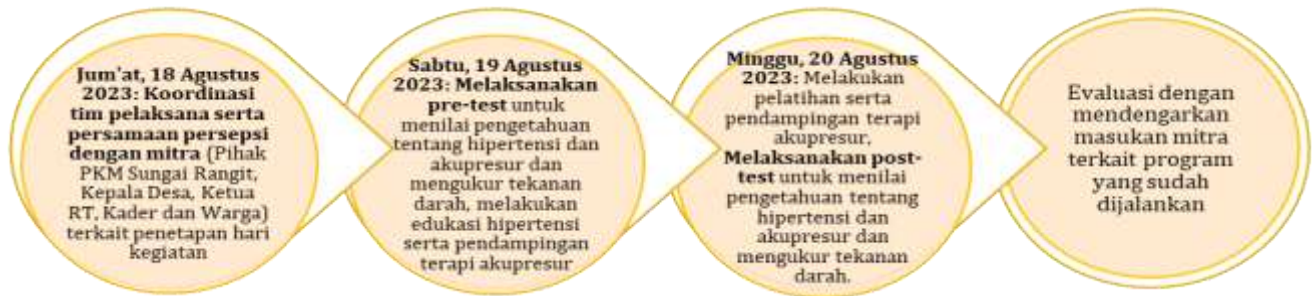 Jum'at, 18 Agustus
2023: Koordinasi
tim pelaksana serta
persamaan persepsi
dengan mitra (Pihak
PKM Sungai Rangit,
Kepala Desa, Ketua
RT, Kader dan Warga)
terkait penetapan hari
kegiatan
Sabtu, 19 Agustus
2023: Melaksanakan
pre-test untuk
menilai pengetahuan
tentang hipertensi dan
akupresur dan
mengukur tekanan
darah, melakukan
edukasi hipertensi
serta pendampingan
terapi akupresur
Minggu, 20 Agustus
2023: Melakukan
pelatihan serta
pendampingan terapi
akupresur,
Melaksanakan post-
test untuk menilai
pengetahuan tentang
hipertensi dan
akupresur dan
mengukur tekanan
darah.
Evaluasi dengan
mendengarkan
masukan mitra
terkait program
yang sudah
dijalankan